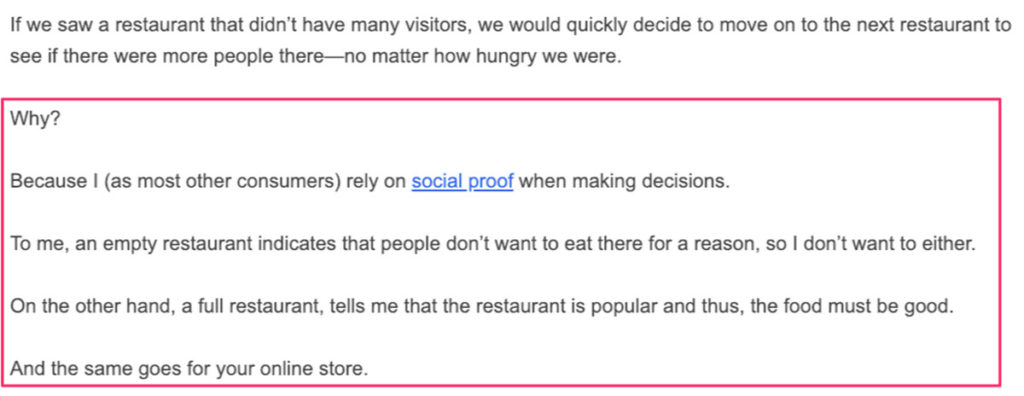 If we saw a restaurant that didn’t have many visitors, we would quickly decide to move on to the next restaurant to
see if there were more people there—no matter how hungry we were.
Why?
Because I (as most other consumers) rely on social proof when making decisions.
To me, an empty restaurant indicates that people don’t want to eat there for a reason, so I don’t want to either.
On the other hand, a full restaurant, tells me that the restaurant is popular and thus, the food must be good.
And the same goes for your online store.